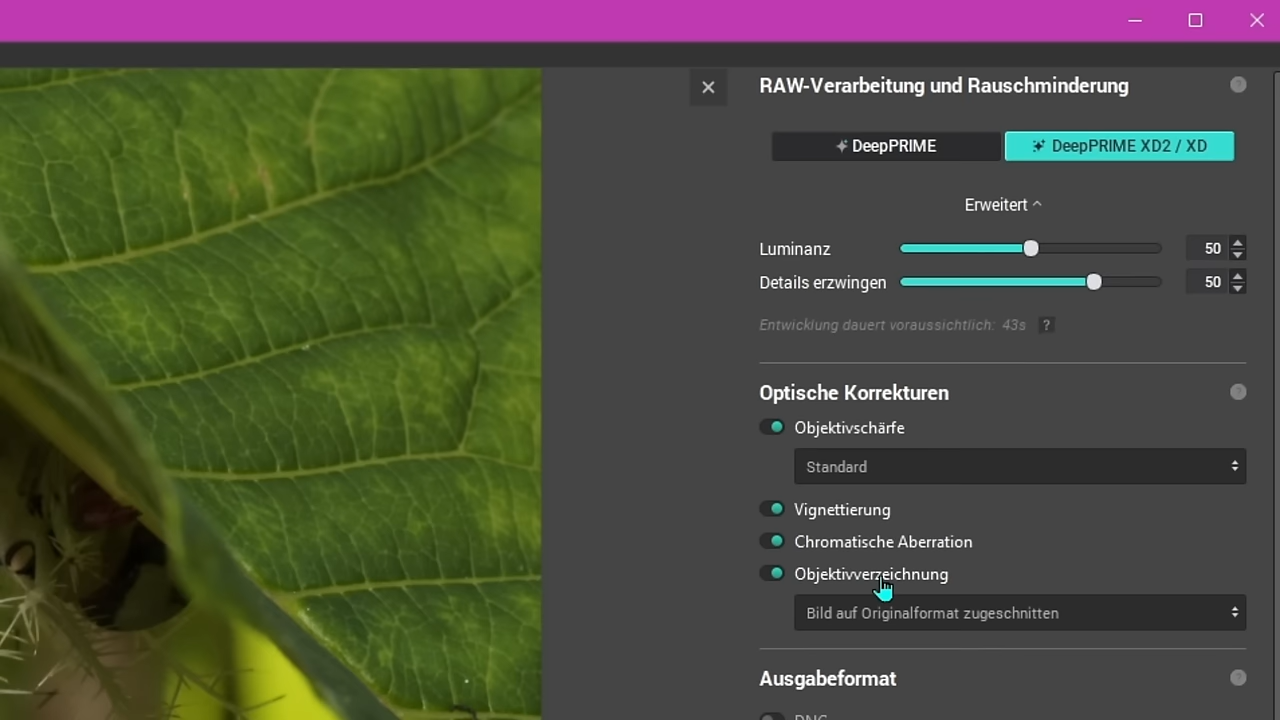 RAW-Verarbeitung und Rauschminderung
DeepPRIME
DeepPRIME XD2 / XD
Erweitert
Luminanz
50
Details erzwingen
50
Entwicklung dauert voraussichtlich: 43s ?
Optische Korrekturen
Objektivschärfe
Standard
Vignettierung
Chromatische Aberration
Objektivverzeichnung
Bild auf Originalformat zugeschnitten
Ausgabeformat
DNG